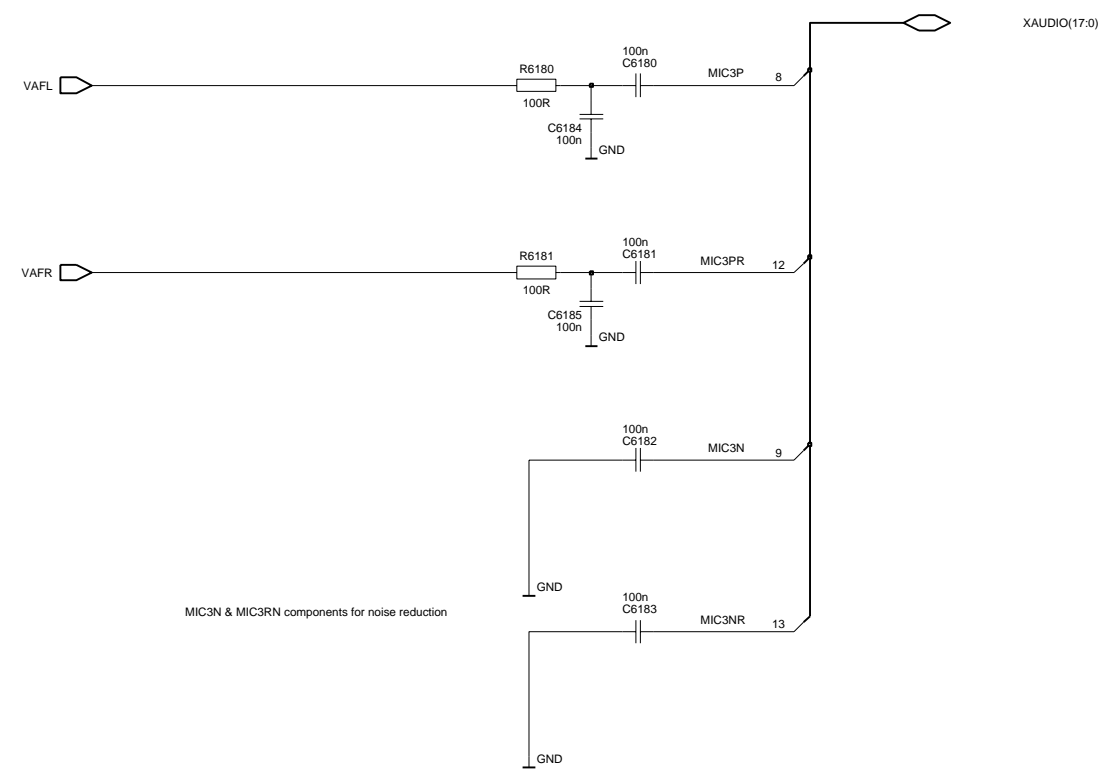 XAUDIO(17:0)
100n
C6180
R6180
MIC3P
8
VAFL
100R
C6184
100n
GND
100n
C6181
R6181
MIC3PR
12
VAFR
100R
C6185
100n
GND
100n
C6182
MIC3N
9
GND
100n
C6183
MIC3N & MIC3RN components for noise reduction
MIC3NR
13
GND